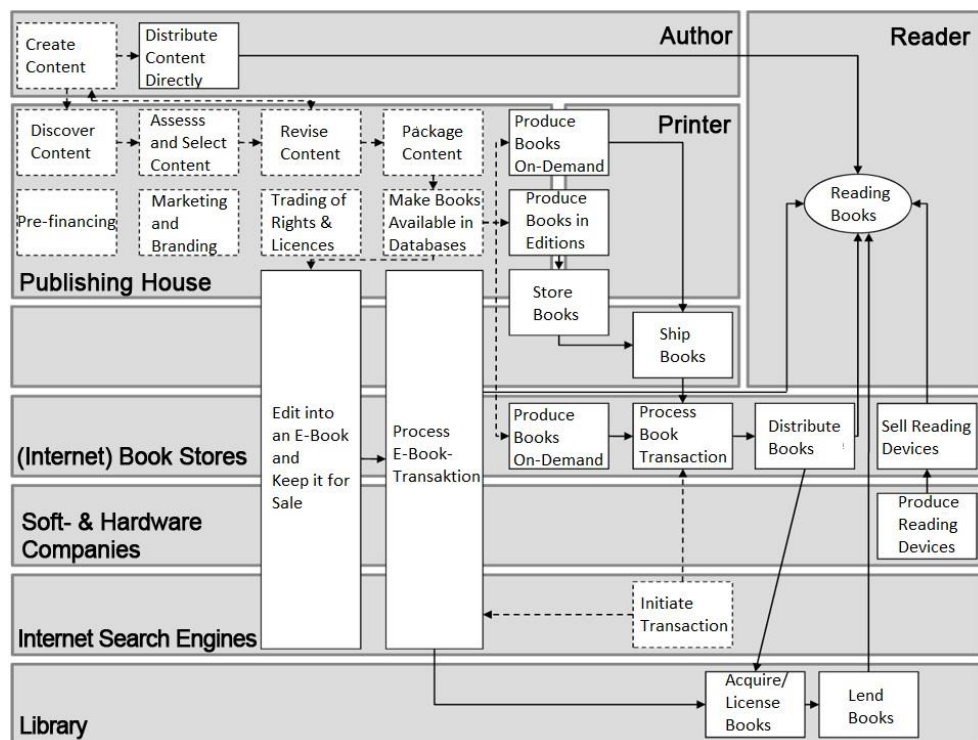 Create
Content
Distribute
Content
Directly
Author
Reader
Discover
Content
Assesss
and Select
Content
Revise
Content
Package
Content
Produce
Books
On-Demand
Printer
Pre-financing
Marketing
and
Branding
Trading of
Rights &
Licences
Make Books
Available in
Databases
Produce
Books in
Editions
Reading
Books
Publishing House
Store
Books
Ship
Books
Edit into
an E-Book
and
Keep it for
Sale
Process
E-Book-
Transaktion
(Internet) Book Stores
Produce
Books
On-Demand
Process
Book
Transaction
Distribute
Books
Sell Reading
Devices
Soft- & Hardware
Companies
Produce
Reading
Devices
Internet Search Engines
Initiate
Transaction
Library
Acquire/
License
Books
Lend
Books